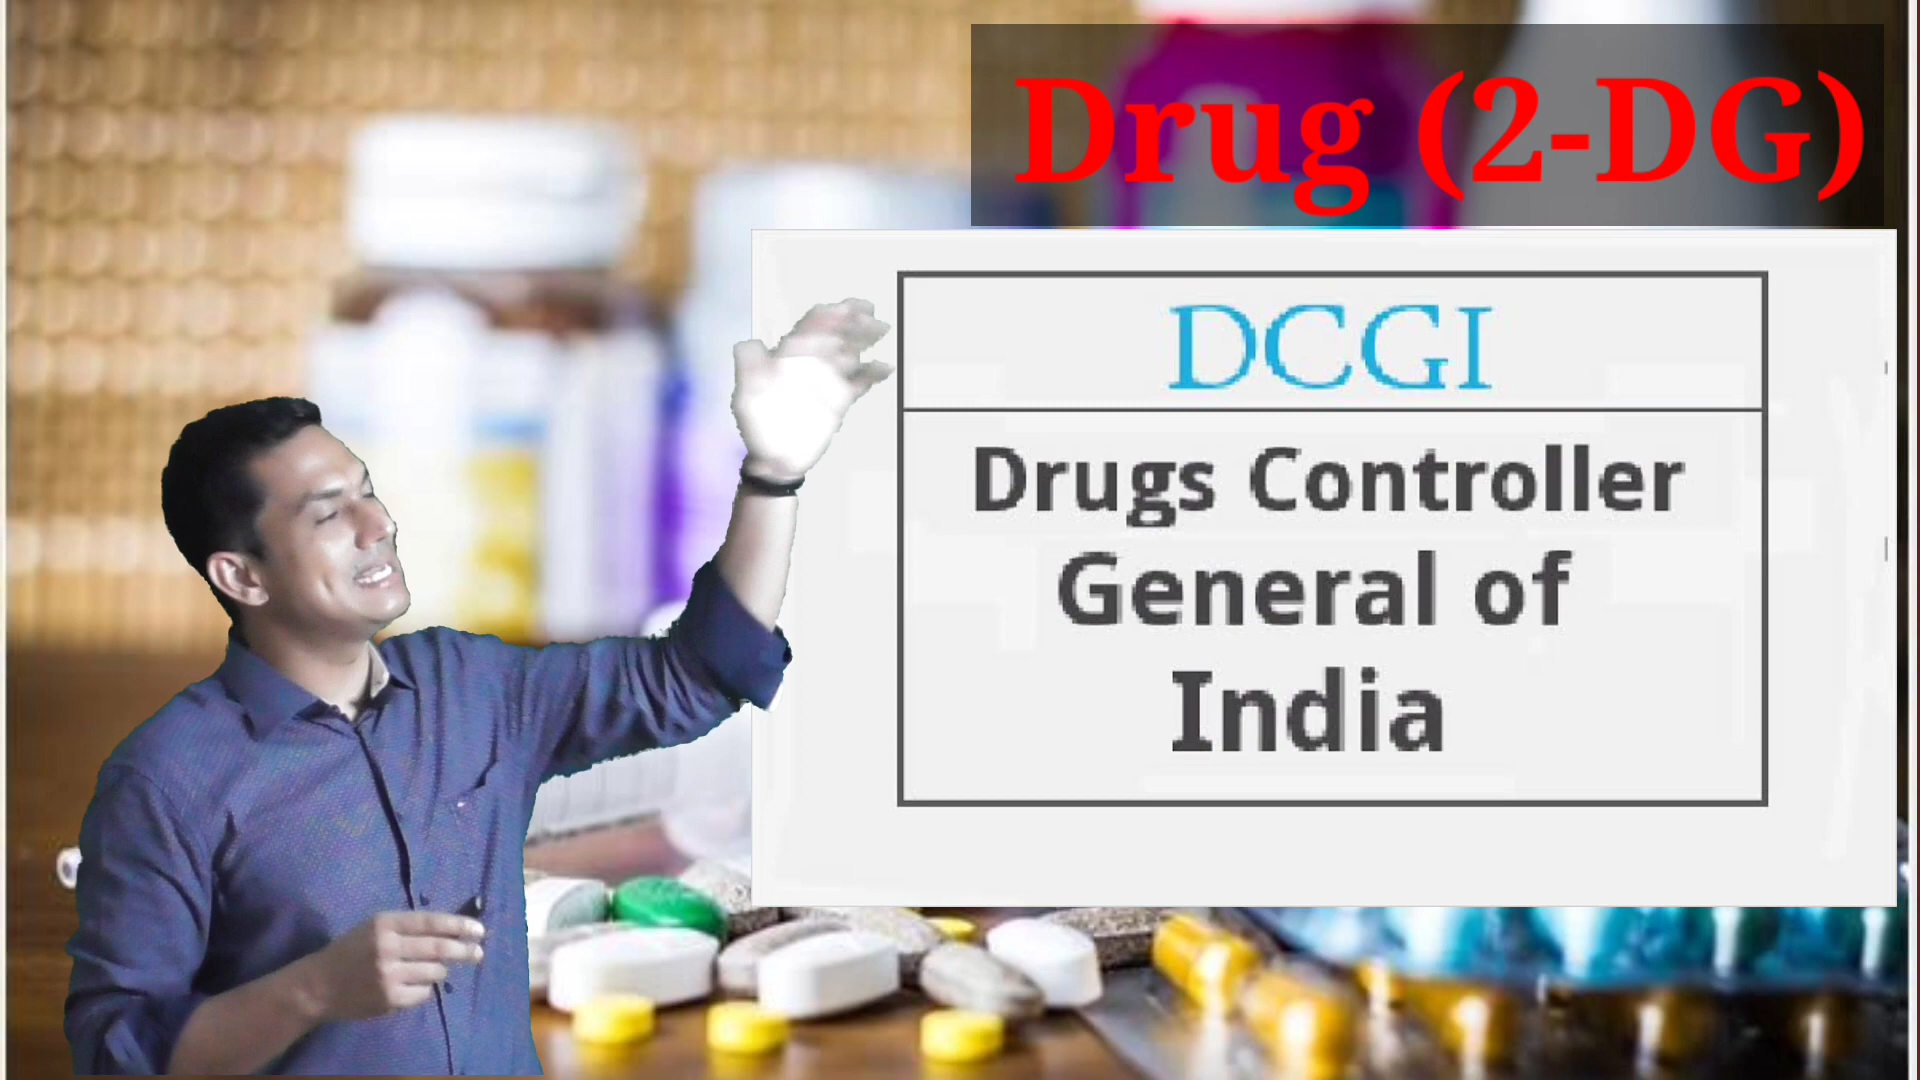 Drug (2-DG)
DCGI
Drugs Controller
General of
India